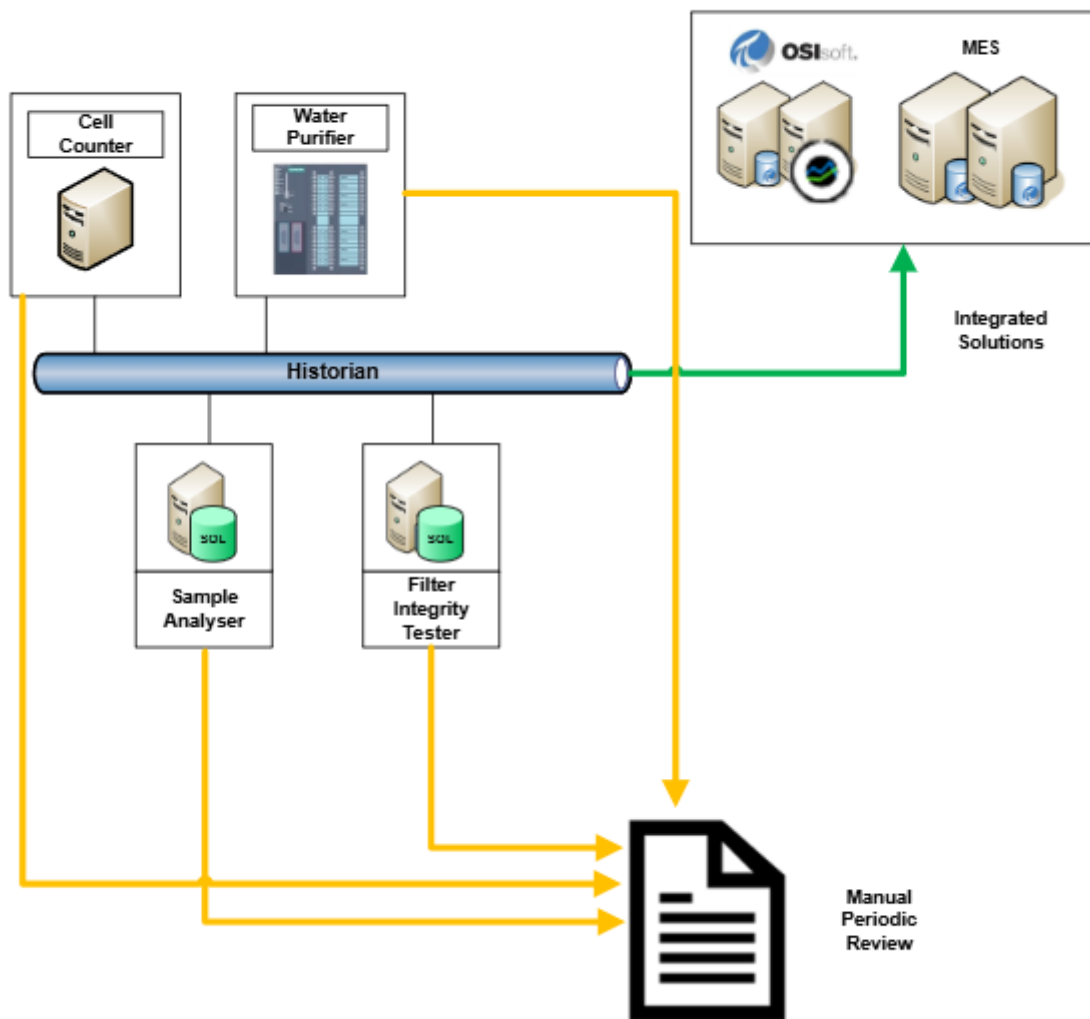 OSIsoft.
MES
Cell
Counter
Water
Purifier
Integrated
Solutions
Historian
SQL
SQL
Sample
Analyser
Filter
Integrity
Tester
Manual
Periodic
Review